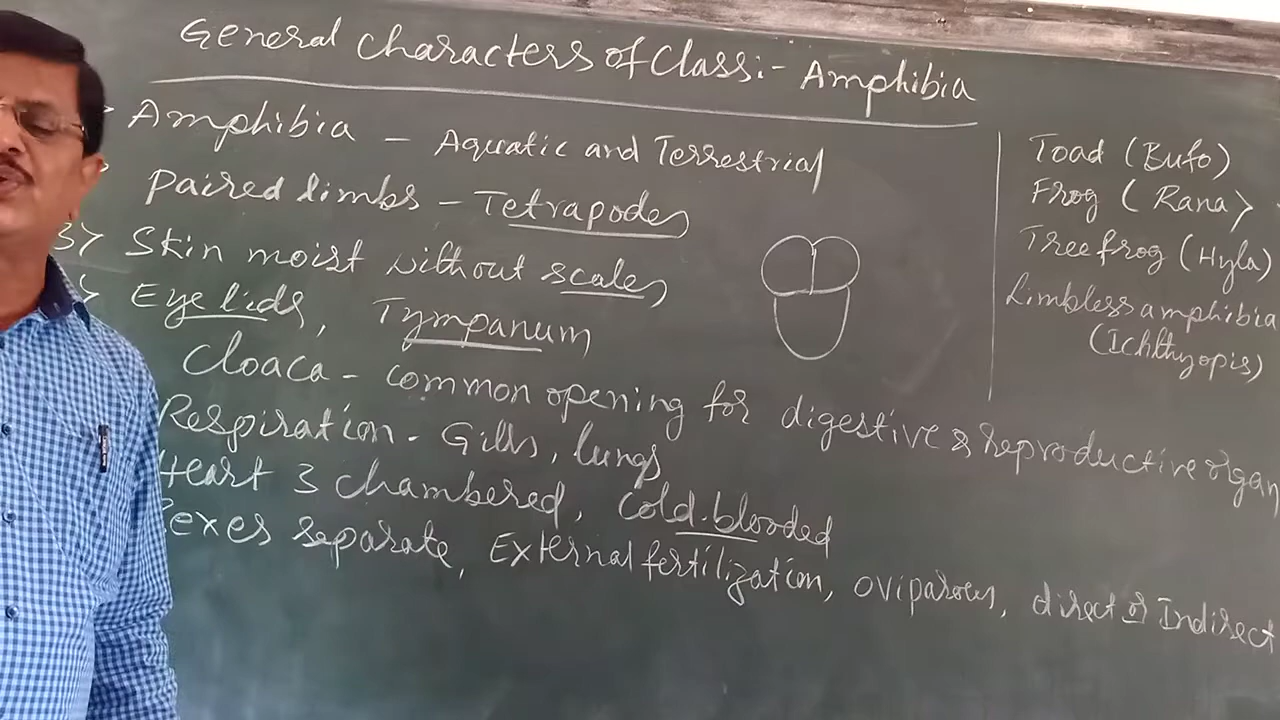 General Characters of Class:- Amphibia
Amphibia - Aquatic and Terrestrial
Paired limbs - Tetrapodes
3> Skin moist without scales
Eye lids, Tympanum
Cloaca - common opening for digestive & reproductive organ
Respiration - Gills, lungs
Heart 3 chambered, Cold-blooded
Sexes separate, External fertilization, oviparous, direct or Indirect
Toad (Bufo)
Frog (Rana>
Tree frog (Hyla)
Limbless amphibia
(Ichthyopis)